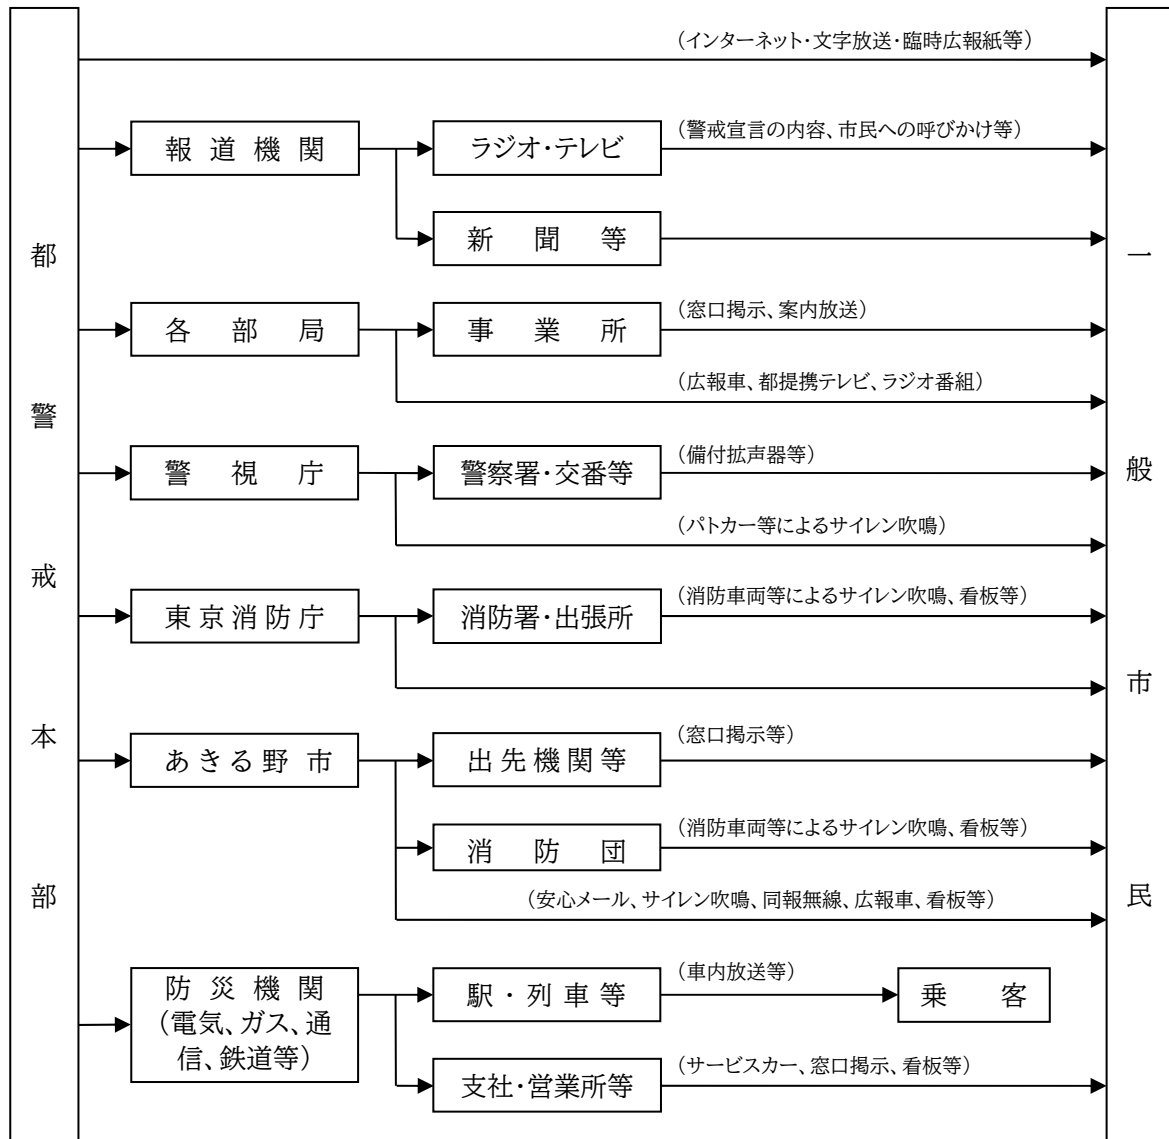 都警戒本部
(インターネット・文字放送・臨時広報紙等)
報道機関
ラジオ・テレビ
(警戒宣言の内容、市民への呼びかけ等)
新聞等
各部局
事業所
(窓口掲示、案内放送)
(広報車、都提携テレビ、ラジオ番組)
警視庁
警察署・交番等
(備付拡声器等)
(パトカー等によるサイレン吹鳴)
東京消防庁
消防署・出張所
(消防車両等によるサイレン吹鳴、看板等)
あきる野市
出先機関等
(窓口掲示等)
消防団
(消防車両等によるサイレン吹鳴、看板等)
(安心メール、サイレン吹鳴、同報無線、広報車、看板等)
防災機関
(電気、ガス、通
信、鉄道等)
駅・列車等
(車内放送等)
乗客
支社・営業所等
(サービスカー、窓口掲示、看板等)
一般市民